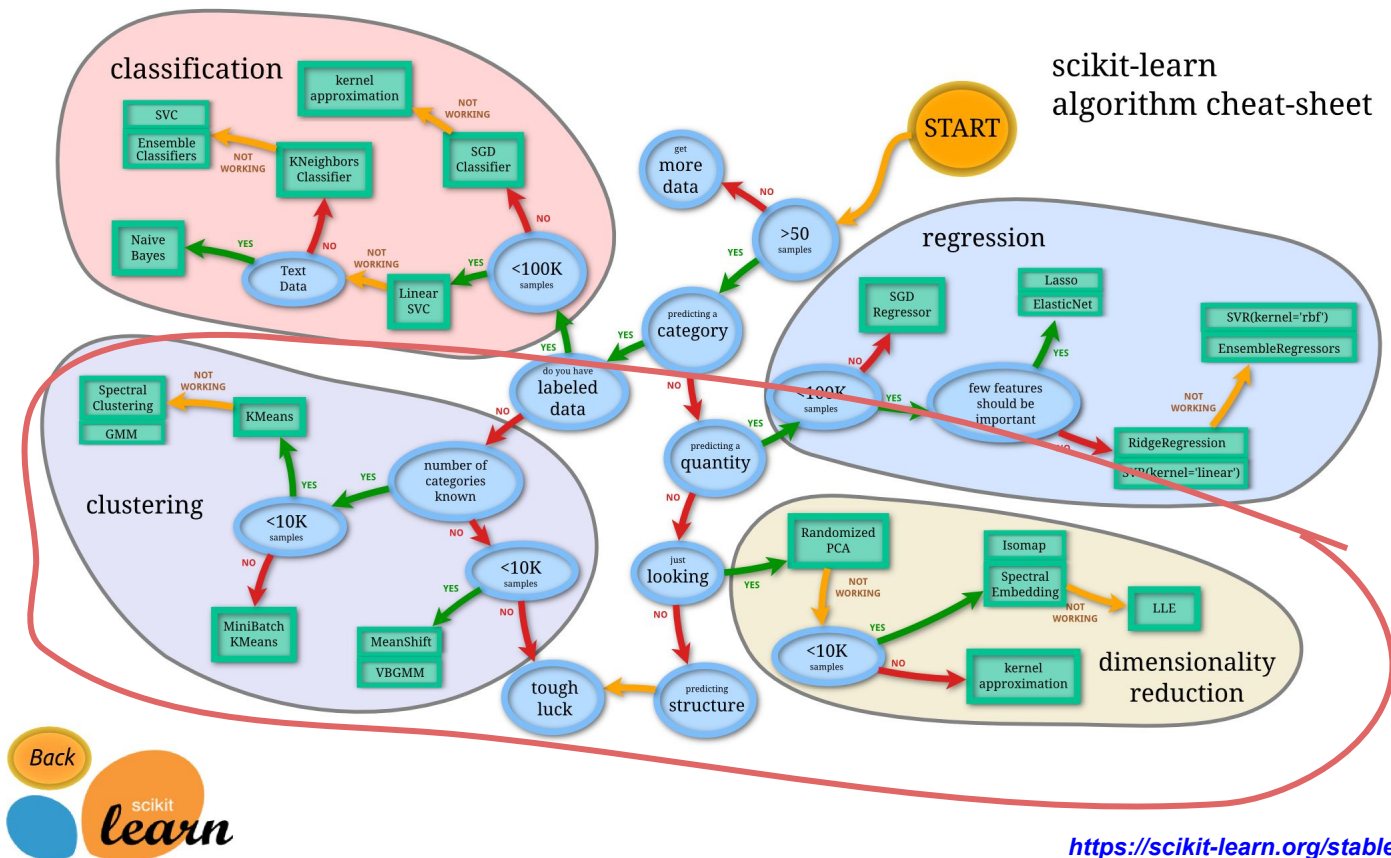 scikit-learn
algorithm cheat-sheet
START
get
more
data
NO
>50
samples
YES
predicting a
category
YES
NO
do you have
labeled
data
YES
NO
predicting a
quantity
YES
NO
just
looking
YES
NO
predicting
structure
tough
luck
classification
kernel
approximation
NOT
WORKING
SGD
Classifier
NO
<100K
samples
YES
Linear
SVC
NOT
WORKING
Text
Data
YES
Naive
Bayes
NO
KNeighbors
Classifier
NOT
WORKING
SVC
Ensemble
Classifiers
regression
<100K
samples
NO
SGD
Regressor
YES
few features
should be
important
YES
Lasso
ElasticNet
NO
RidgeRegression
SVR(kernel='linear')
NOT
WORKING
SVR(kernel='rbf')
EnsembleRegressors
clustering
number of
categories
known
YES
<10K
samples
YES
KMeans
NOT
WORKING
Spectral
Clustering
GMM
NO
MiniBatch
KMeans
NO
<10K
samples
YES
MeanShift
VBGMM
NO
dimensionality
reduction
Randomized
PCA
NOT
WORKING
<10K
samples
YES
Isomap
Spectral
Embedding
NOT
WORKING
LLE
NO
kernel
approximation
Back
scikit
learn
https://scikit-learn.org/stable